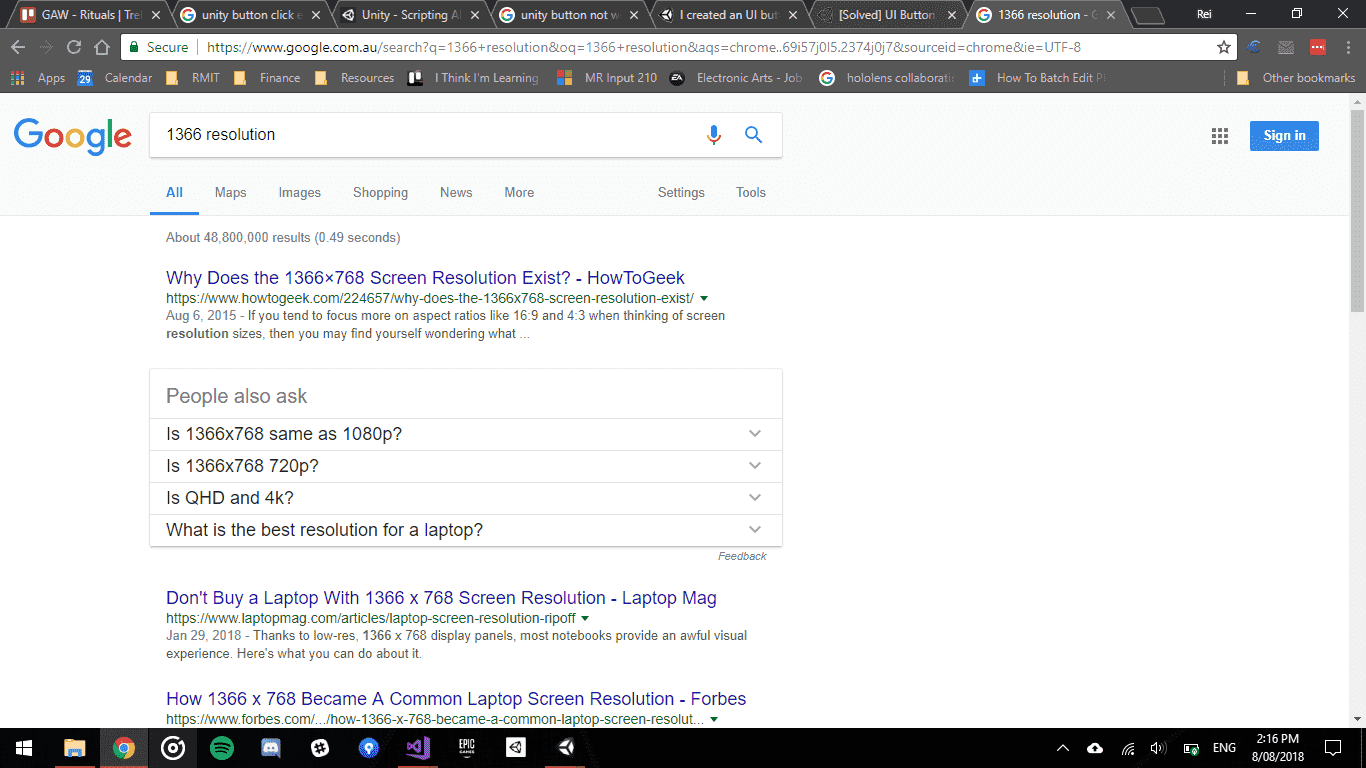 GAW - Rituals | Trel
unity button click e
Unity - Scripting Al
unity button not wo
I created an UI but
[Solved] UI Button
1366 resolution - G
Rei
Secure
https://www.google.com.au/search?q=1366+resolution&oq=1366+resolution&aqs=chrome..69i57j0l5.2374j0j7&sourceid=chrome&ie=UTF-8
Apps
29
Calendar
RMIT
Finance
Resources
I Think I'm Learning
MR Input 210
EA
Electronic Arts - Job
hololens collaborati
How To Batch Edit P
Other bookmarks
Google
1366 resolution
Sign in
All
Maps
Images
Shopping
News
More
Settings
Tools
About 48,800,000 results (0.49 seconds)
Why Does the 1366×768 Screen Resolution Exist? - HowToGeek
https://www.howtogeek.com/224657/why-does-the-1366x768-screen-resolution-exist/
Aug 6, 2015 - If you tend to focus more on aspect ratios like 16:9 and 4:3 when thinking of screen
resolution sizes, then you may find yourself wondering what ...
People also ask
Is 1366x768 same as 1080p?
Is 1366x768 720p?
Is QHD and 4k?
What is the best resolution for a laptop?
Feedback
Don't Buy a Laptop With 1366 x 768 Screen Resolution - Laptop Mag
https://www.laptopmag.com/articles/laptop-screen-resolution-ripoff
Jan 29, 2018 - Thanks to low-res, 1366 x 768 display panels, most notebooks provide an awful visual
experience. Here's what you can do about it.
How 1366 x 768 Became A Common Laptop Screen Resolution - Forbes
https://www.forbes.com/.../how-1366-x-768-became-a-common-laptop-screen-resolut...
EPIC
GAMES
ENG
2:16 PM
8/08/2018